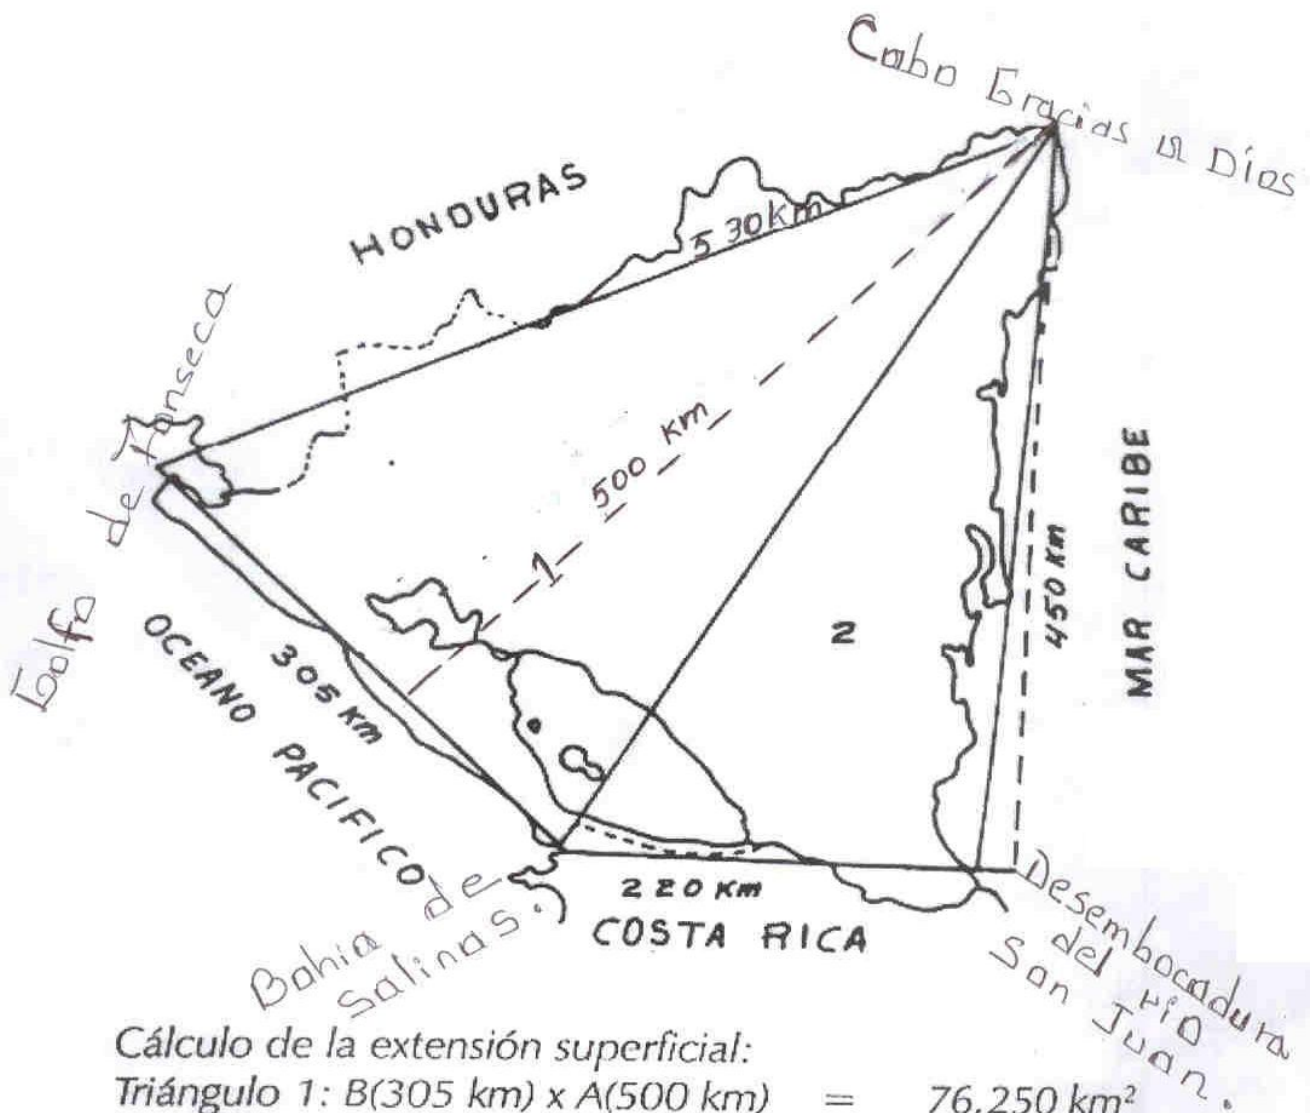 Cabo Gracias a Díos
HONDURAS
530 km
Golfo de Fonseca
500 km
1
2
450 KM
MAR CARIBE
305 KM
OCEANO PACIFICO
220 KM
COSTA RICA
Bahia de
Salinas.
Desembocadura
del río
San Juan.
Cálculo de la extensión superficial:
Triángulo 1: B(305 km) x A(500 km) = 76,250 km²